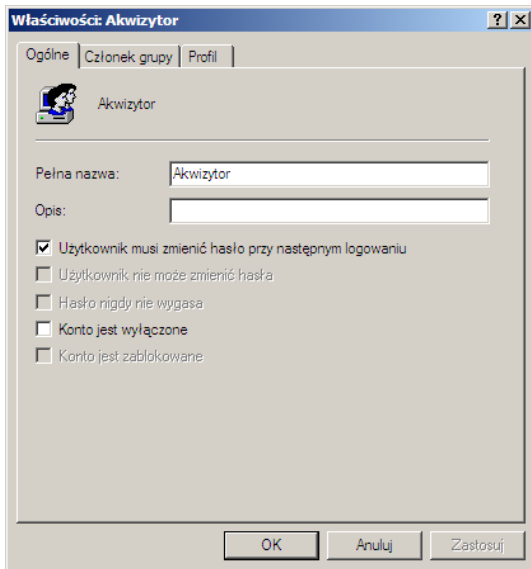 Właściwości: Akwizytor
Ogólne Członek grupy Profil
Akwizytor
Pełna nazwa: Akwizytor
Opis:
Użytkownik musi zmienić hasło przy następnym logowaniu
Użytkownik nie może zmienić hasła
Hasło nigdy nie wygasa
Konto jest wyłączone
Konto jest zablokowane
OK Anuluj Zastosuj